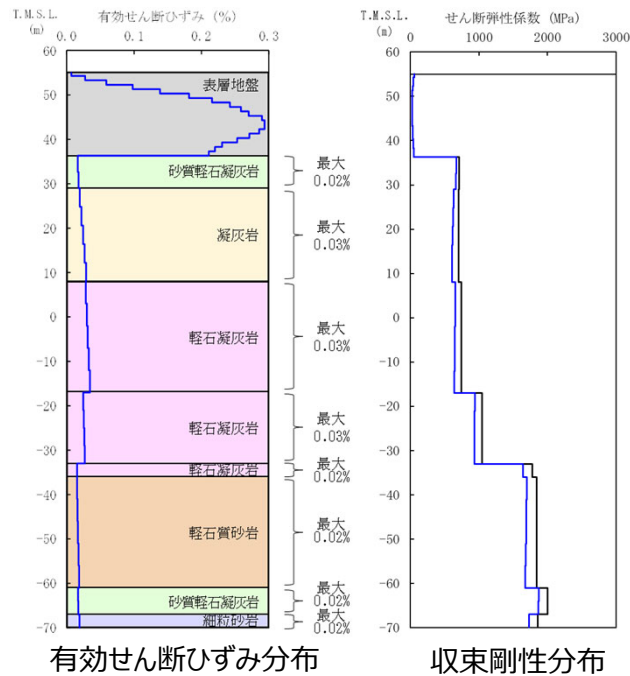 T.M.S.L.
(m)
有効せん断ひずみ (%)
0.0 0.1 0.2 0.3
60
50
40
30
20
10
0
-10
-20
-30
-40
-50
-60
-70
表層地盤
砂質軽石凝灰岩
凝灰岩
軽石凝灰岩
軽石凝灰岩
軽石凝灰岩
軽石質砂岩
砂質軽石凝灰岩
細粒砂岩
最大
0.02%
最大
0.03%
最大
0.03%
最大
0.03%
最大
0.02%
最大
0.02%
最大
0.02%
最大
0.02%
有効せん断ひずみ分布
T.M.S.L.
(m)
せん断弾性係数 (MPa)
0 1000 2000 3000
60
50
40
30
20
10
0
-10
-20
-30
-40
-50
-60
-70
収束剛性分布